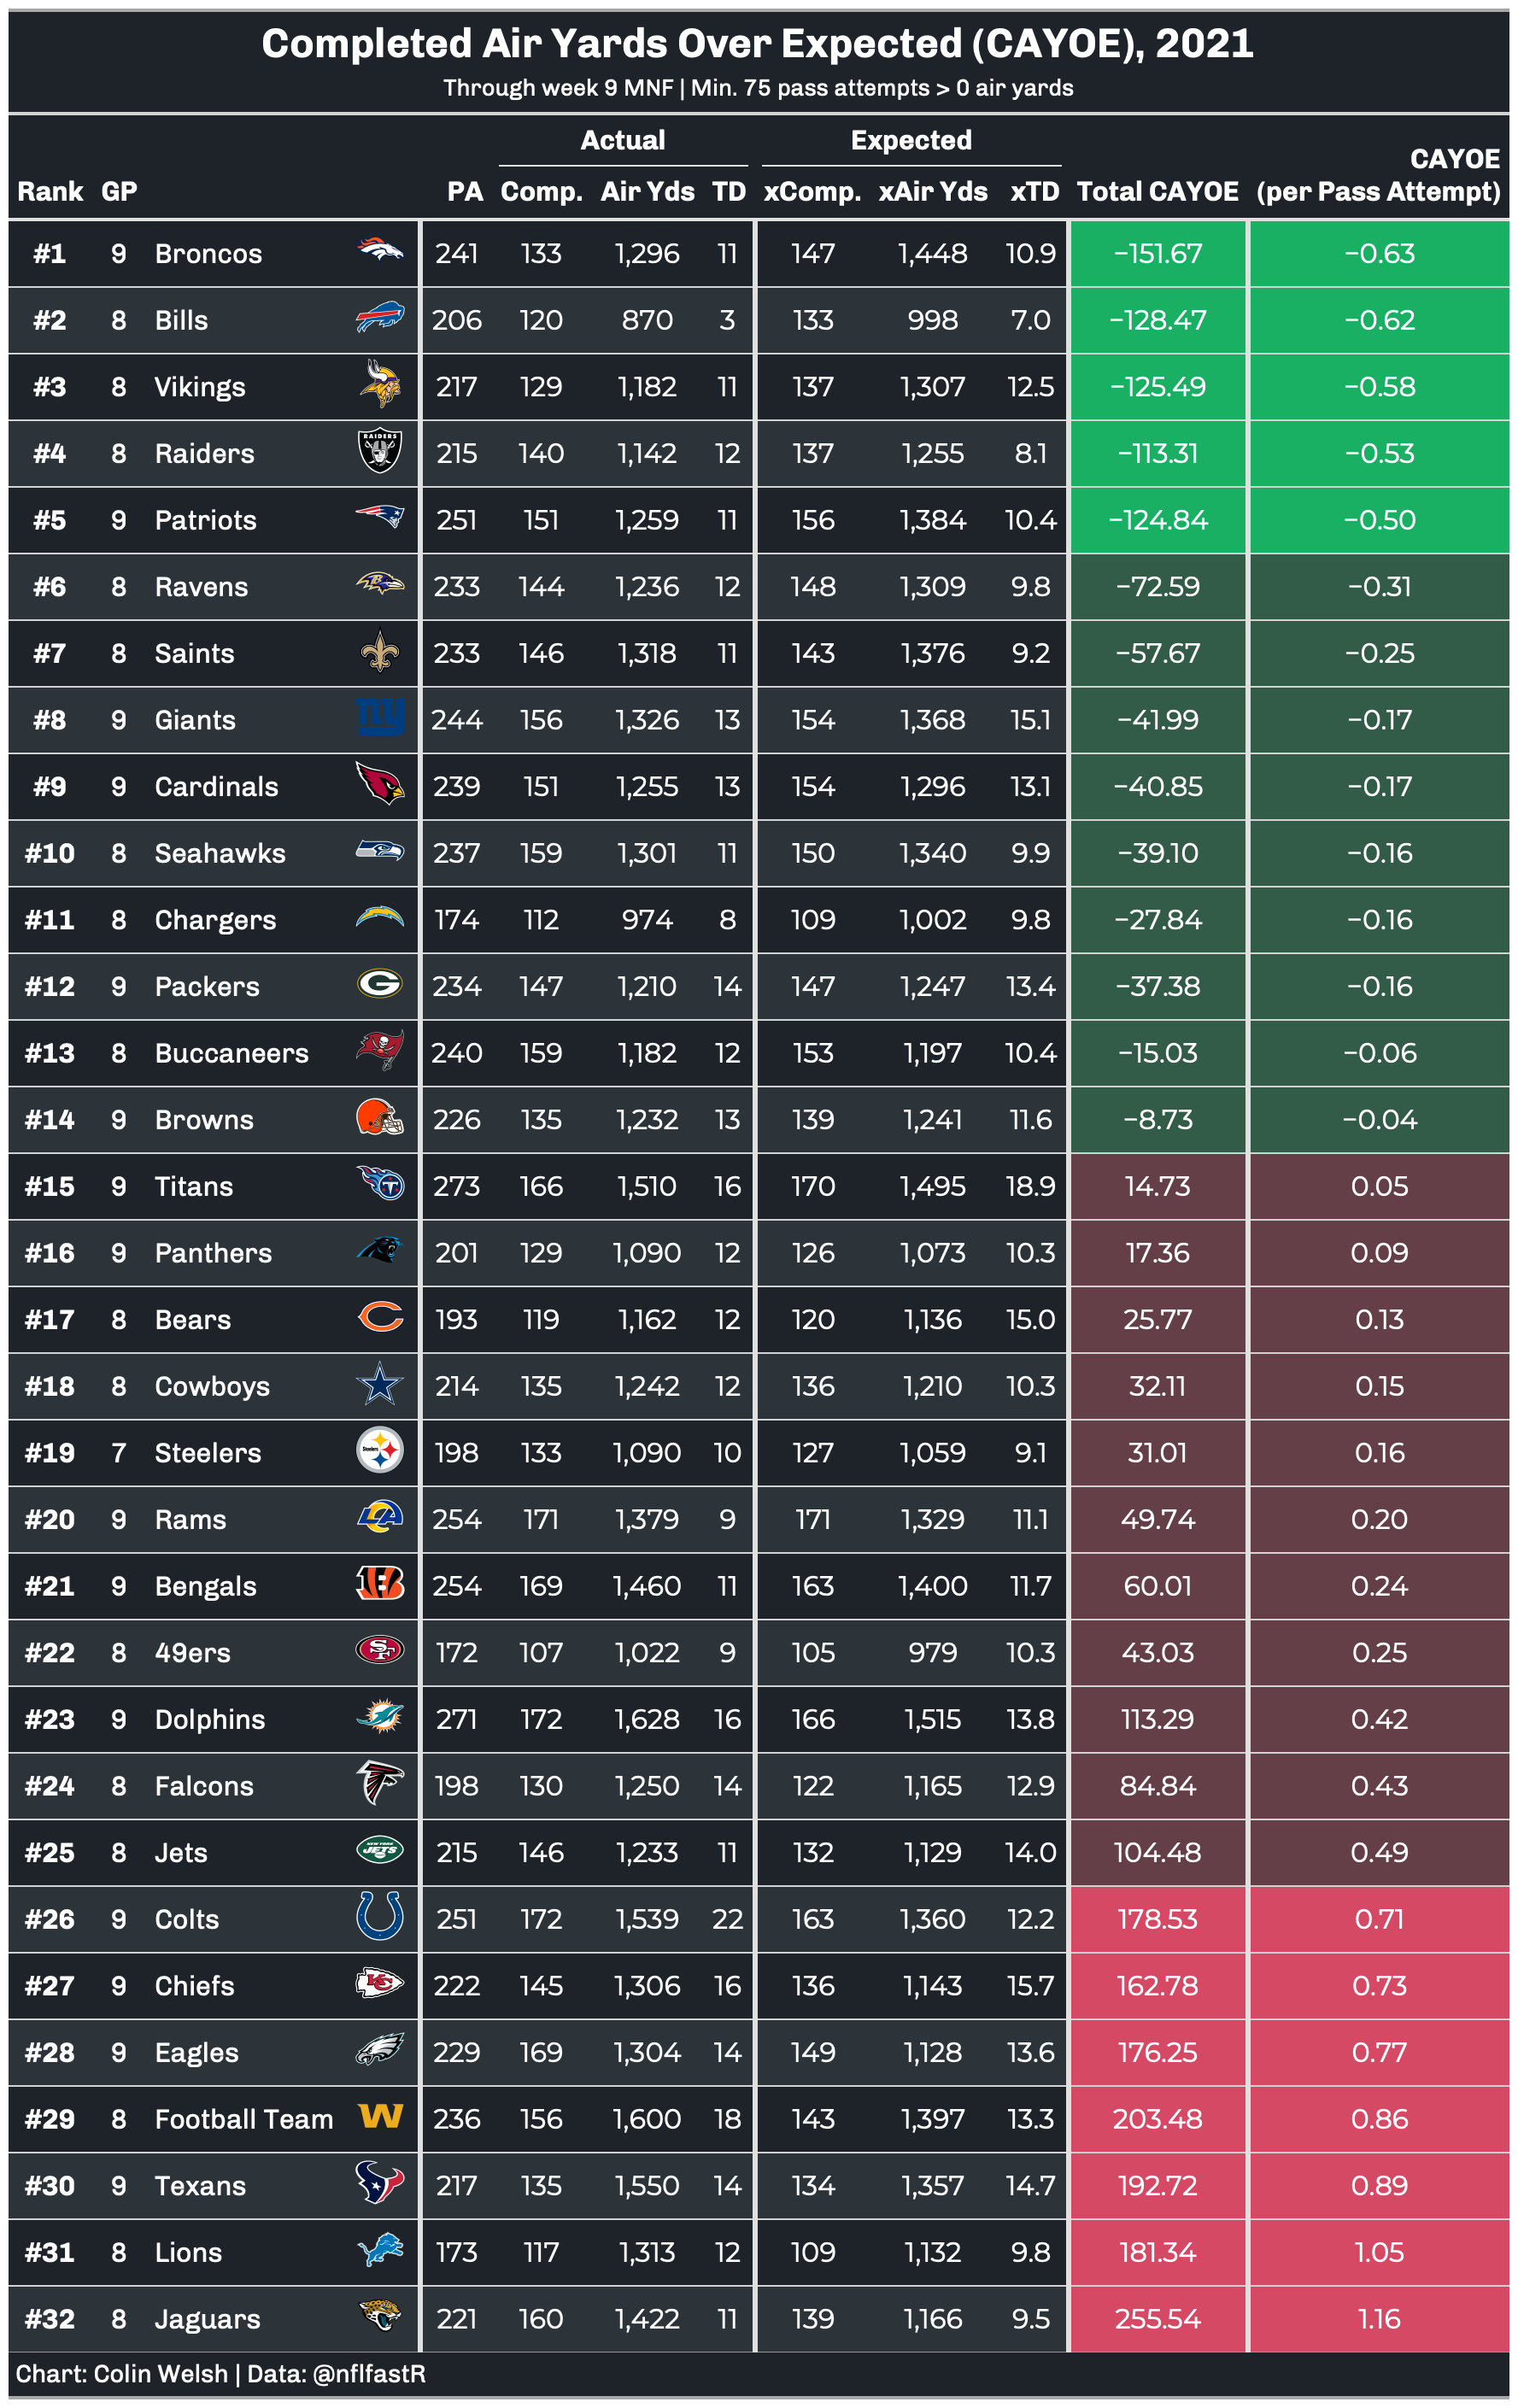 Completed Air Yards Over Expected (CAYOE), 2021
Through week 9 MNF | Min. 75 pass attempts > 0 air yards
Actual Expected
Rank GP PA Comp. Air Yds TD xComp. xAir Yds xTD Total CAYOE CAYOE (per Pass Attempt)
#1 9 Broncos 241 133 1,296 11 147 1,448 10.9 −151.67 −0.63
#2 8 Bills 206 120 870 3 133 998 7.0 −128.47 −0.62
#3 8 Vikings 217 129 1,182 11 137 1,307 12.5 −125.49 −0.58
#4 8 Raiders RAIDERS 215 140 1,142 12 137 1,255 8.1 −113.31 −0.53
#5 9 Patriots 251 151 1,259 11 156 1,384 10.4 −124.84 −0.50
#6 8 Ravens B 233 144 1,236 12 148 1,309 9.8 −72.59 −0.31
#7 8 Saints 233 146 1,318 11 143 1,376 9.2 −57.67 −0.25
#8 9 Giants ny 244 156 1,326 13 154 1,368 15.1 −41.99 −0.17
#9 9 Cardinals 239 151 1,255 13 154 1,296 13.1 −40.85 −0.17
#10 8 Seahawks 237 159 1,301 11 150 1,340 9.9 −39.10 −0.16
#11 8 Chargers 174 112 974 8 109 1,002 9.8 −27.84 −0.16
#12 9 Packers G 234 147 1,210 14 147 1,247 13.4 −37.38 −0.16
#13 8 Buccaneers 240 159 1,182 12 153 1,197 10.4 −15.03 −0.06
#14 9 Browns 226 135 1,232 13 139 1,241 11.6 −8.73 −0.04
#15 9 Titans T 273 166 1,510 16 170 1,495 18.9 14.73 0.05
#16 9 Panthers 201 129 1,090 12 126 1,073 10.3 17.36 0.09
#17 8 Bears C 193 119 1,162 12 120 1,136 15.0 25.77 0.13
#18 8 Cowboys 214 135 1,242 12 136 1,210 10.3 32.11 0.15
#19 7 Steelers Steelers 198 133 1,090 10 127 1,059 9.1 31.01 0.16
#20 9 Rams LA 254 171 1,379 9 171 1,329 11.1 49.74 0.20
#21 9 Bengals B 254 169 1,460 11 163 1,400 11.7 60.01 0.24
#22 8 49ers SF 172 107 1,022 9 105 979 10.3 43.03 0.25
#23 9 Dolphins 271 172 1,628 16 166 1,515 13.8 113.29 0.42
#24 8 Falcons 198 130 1,250 14 122 1,165 12.9 84.84 0.43
#25 8 Jets NEW YORK JETS 215 146 1,233 11 132 1,129 14.0 104.48 0.49
#26 9 Colts 251 172 1,539 22 163 1,360 12.2 178.53 0.71
#27 9 Chiefs KC 222 145 1,306 16 136 1,143 15.7 162.78 0.73
#28 9 Eagles 229 169 1,304 14 149 1,128 13.6 176.25 0.77
#29 8 Football Team W 236 156 1,600 18 143 1,397 13.3 203.48 0.86
#30 9 Texans 217 135 1,550 14 134 1,357 14.7 192.72 0.89
#31 8 Lions 173 117 1,313 12 109 1,132 9.8 181.34 1.05
#32 8 Jaguars 221 160 1,422 11 139 1,166 9.5 255.54 1.16
Chart: Colin Welsh | Data: @nflfastR